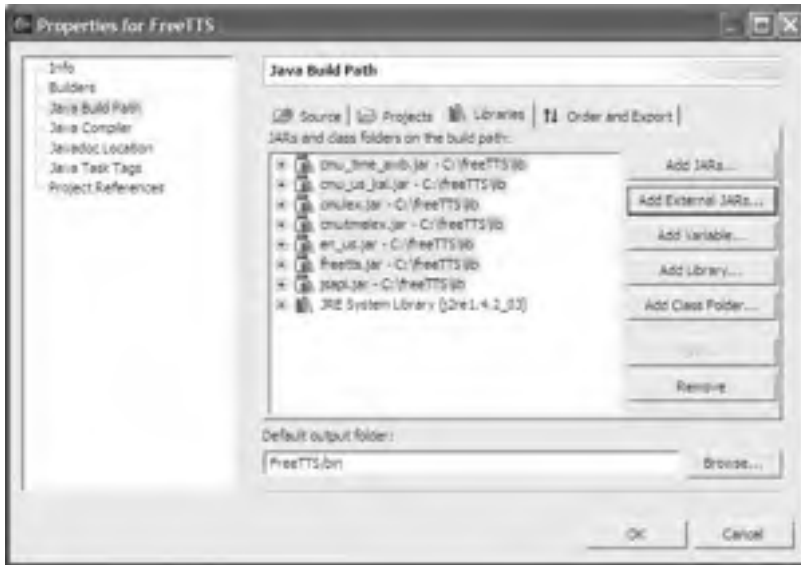 Properties for FreeTTS
Info
Builders
Java Build Path
Java Compiler
Javadoc Location
Java Task Tags
Project References
Java Build Path
Source
Projects
Libraries
Order and Export
JARs and class folders on the build path:
cmu_time_awb.jar - C:\freeTTS\lib
cmu_us_kal.jar - C:\freeTTS\lib
cmulex.jar - C:\freeTTS\lib
cmutimelex.jar - C:\freeTTS\lib
en_us.jar - C:\freeTTS\lib
freetts.jar - C:\freeTTS\lib
jsapi.jar - C:\freeTTS\lib
JRE System Library [j2re1.4.2_03]
Add JARs...
Add External JARs...
Add Variable...
Add Library...
Add Class Folder...
Remove
Default output folder:
FreeTTS/bin
Browse...
OK
Cancel